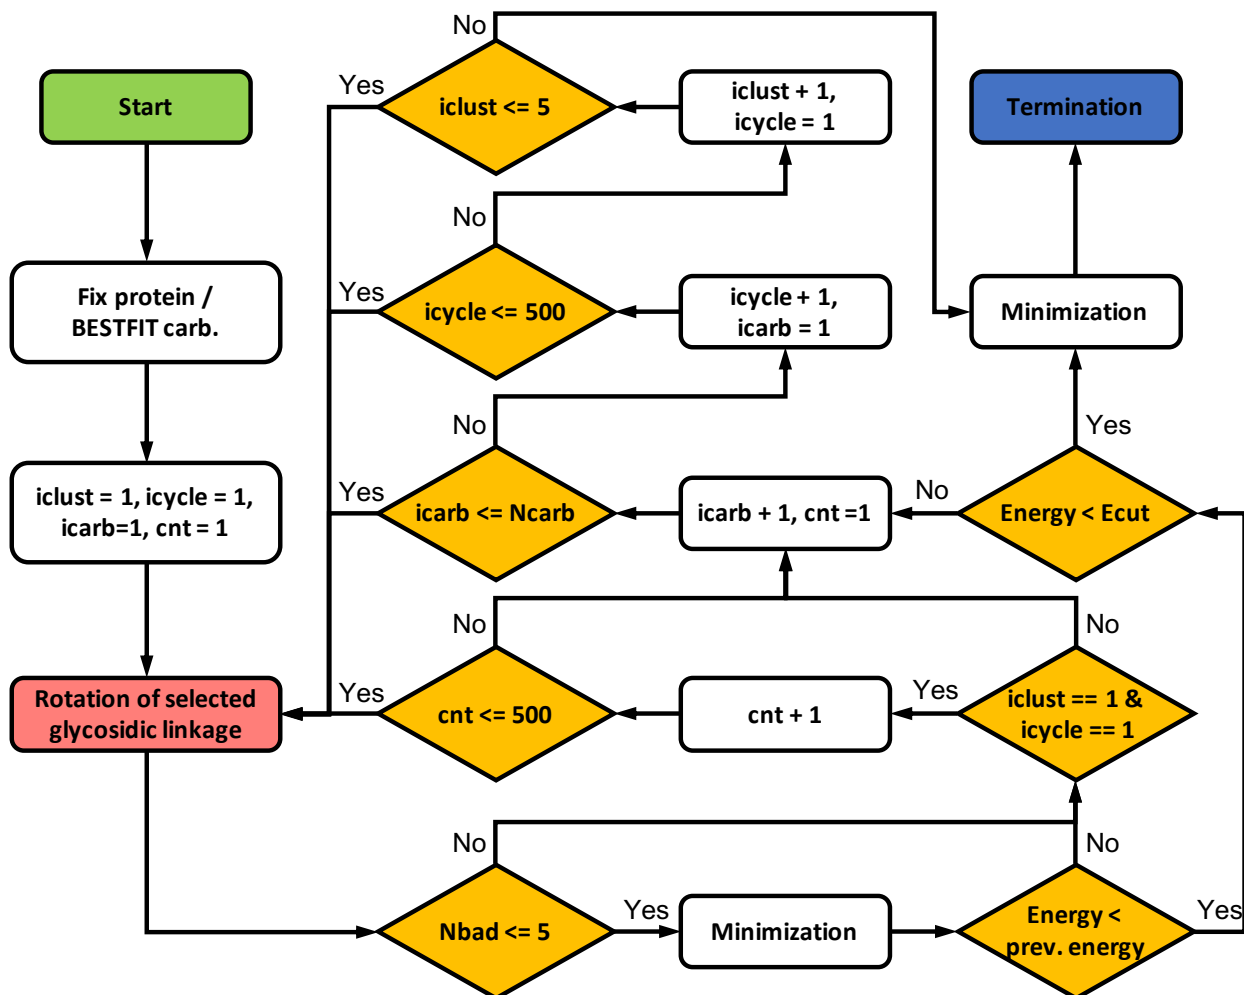 No
Yes
iclust <= 5
iclust + 1,
icycle = 1
Start
Termination
No
Yes
icycle <= 500
icycle + 1,
icarb = 1
Fix protein /
BESTFIT carb.
Minimization
No
Yes
Yes
icarb <= Ncarb
icarb + 1, cnt =1
No
Energy < Ecut
iclust = 1, icycle = 1,
icarb=1, cnt = 1
No
No
Rotation of selected
glycosidic linkage
Yes
cnt <= 500
cnt + 1
Yes
iclust == 1 &
icycle == 1
No
No
Nbad <= 5
Yes
Minimization
Energy <
prev. energy
Yes